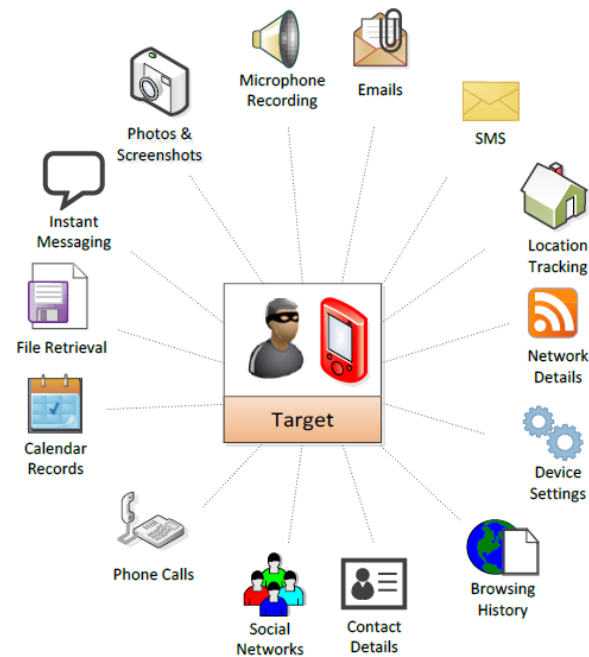 Microphone
Recording
Emails
SMS
Photos &
Screenshots
Instant
Messaging
Location
Tracking
File Retrieval
Network
Details
Target
Calendar
Records
Device
Settings
Phone Calls
Browsing
History
Social
Networks
Contact
Details